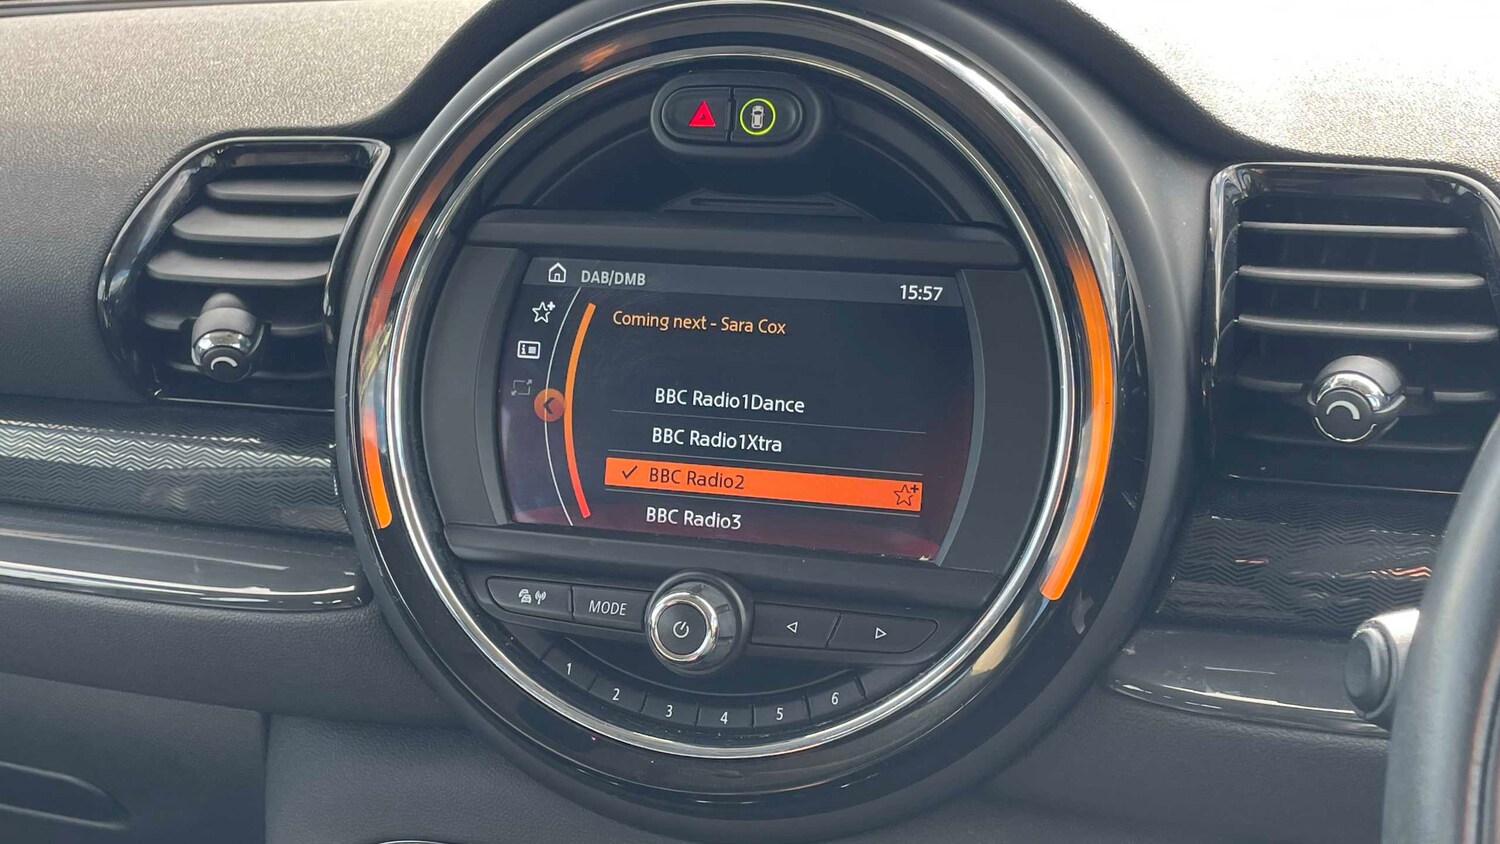 DAB/DMB
15:57
Coming next - Sara Cox
BBC Radio1Dance
BBC Radio1Xtra
BBC Radio2
BBC Radio3
MODE
1
2
3
4
5
6